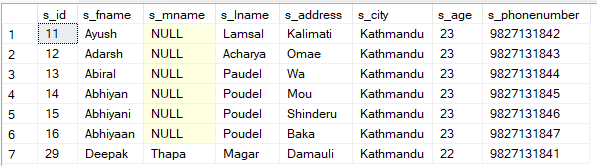 s_id s_fname s_mname s_lname s_address s_city s_age s_phonenumber
1 11 Ayush NULL Lamsal Kalimati Kathmandu 23 9827131842
2 12 Adarsh NULL Acharya Omae Kathmandu 23 9827131843
3 13 Abiral NULL Paudel Wa Kathmandu 23 9827131844
4 14 Abhiyan NULL Poudel Mou Kathmandu 23 9827131845
5 15 Abhiyani NULL Poudel Shinderu Kathmandu 23 9827131846
6 16 Abhiyaan NULL Poudel Baka Kathmandu 23 9827131847
7 29 Deepak Thapa Magar Damauli Kathmandu 22 9827131841